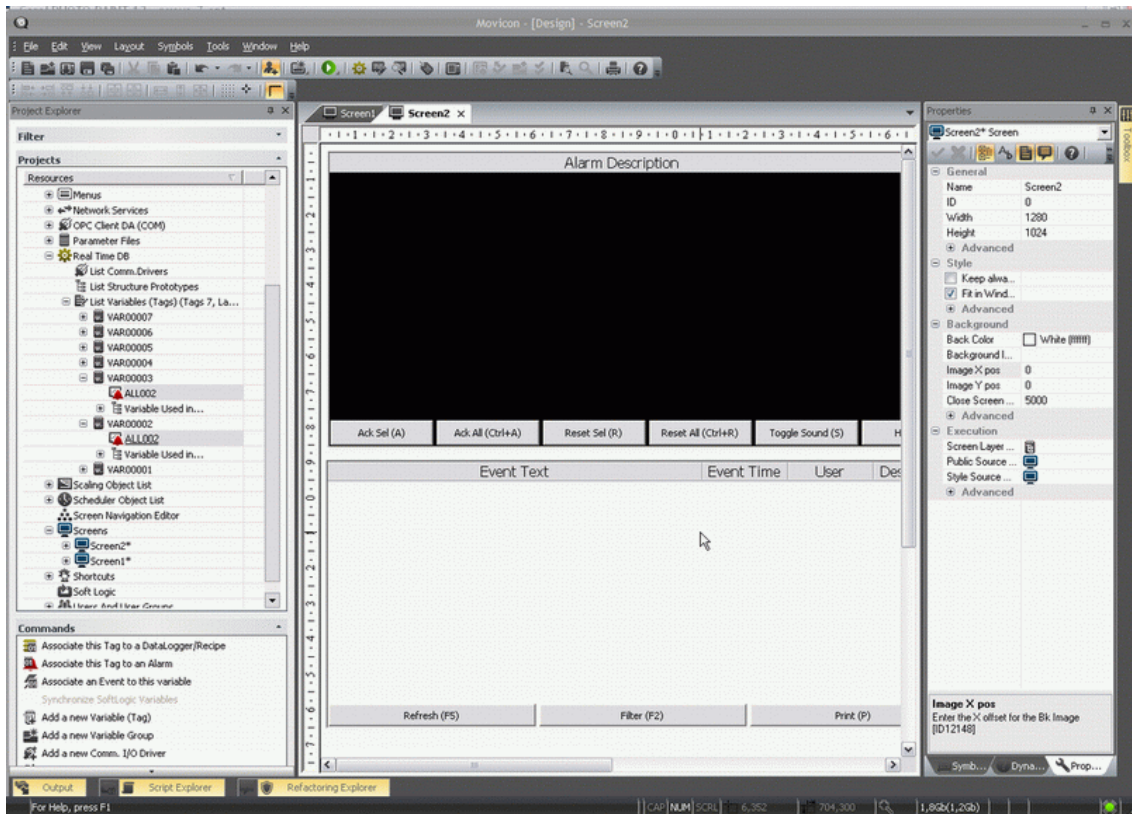 Movicon - [Design] - Screen2
File Edit View Layout Symbols Tools Window Help
Project Explorer
Filter
Projects
Resources
Menus
Network Services
OPC Client DA (COM)
Parameter Files
Real Time DB
List Comm.Drivers
List Structure Prototypes
List Variables (Tags) (Tags 7, La...
VAR00007
VAR00006
VAR00005
VAR00004
VAR00003
ALL002
Variable Used in...
VAR00002
ALL002
Variable Used in...
VAR00001
Scaling Object List
Scheduler Object List
Screen Navigation Editor
Screens
Screen2*
Screen1*
Shortcuts
Soft Logic
Users And User Groups
Commands
Associate this Tag to a DataLogger/Recipe
Associate this Tag to an Alarm
Associate an Event to this variable
Synchronize SoftLogic Variables
Add a new Variable (Tag)
Add a new Variable Group
Add a new Comm. I/O Driver
Screen1 Screen2
Alarm Description
Ack Sel (A) Ack All (Ctrl+A) Reset Sel (R) Reset All (Ctrl+R) Toggle Sound (S) H
Event Text Event Time User Des
Refresh (F5) Filter (F2) Print (P)
Properties
Screen2* Screen
General
Name Screen2
ID 0
Width 1280
Height 1024
Advanced
Style
Keep alwa...
Fit in Wind...
Advanced
Background
Back Color White (ffffff)
Background I...
Image X pos 0
Image Y pos 0
Close Screen ... 5000
Advanced
Execution
Screen Layer ...
Public Source ...
Style Source ...
Advanced
Image X pos
Enter the X offset for the Bk Image
[ID12148]
Symb... Dyna... Prop...
Toolbox
Output Script Explorer Refactoring Explorer
For Help, press F1 CAP NUM SCRL 6,352 704,300 1,8Gb(1,2Gb)